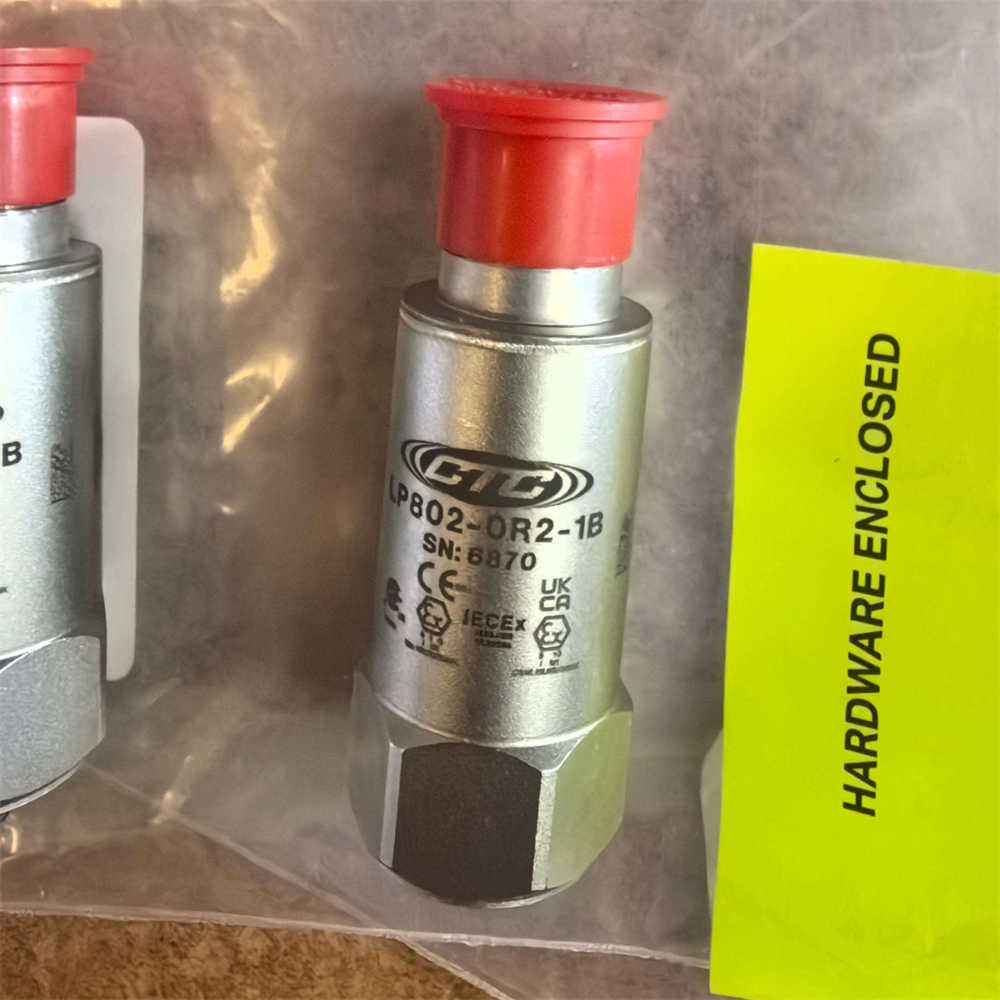 CTC
LP802-0R2-1B
SN: 6870
CE
UK
CA
IECEx
B
HARDWARE ENCLOSED